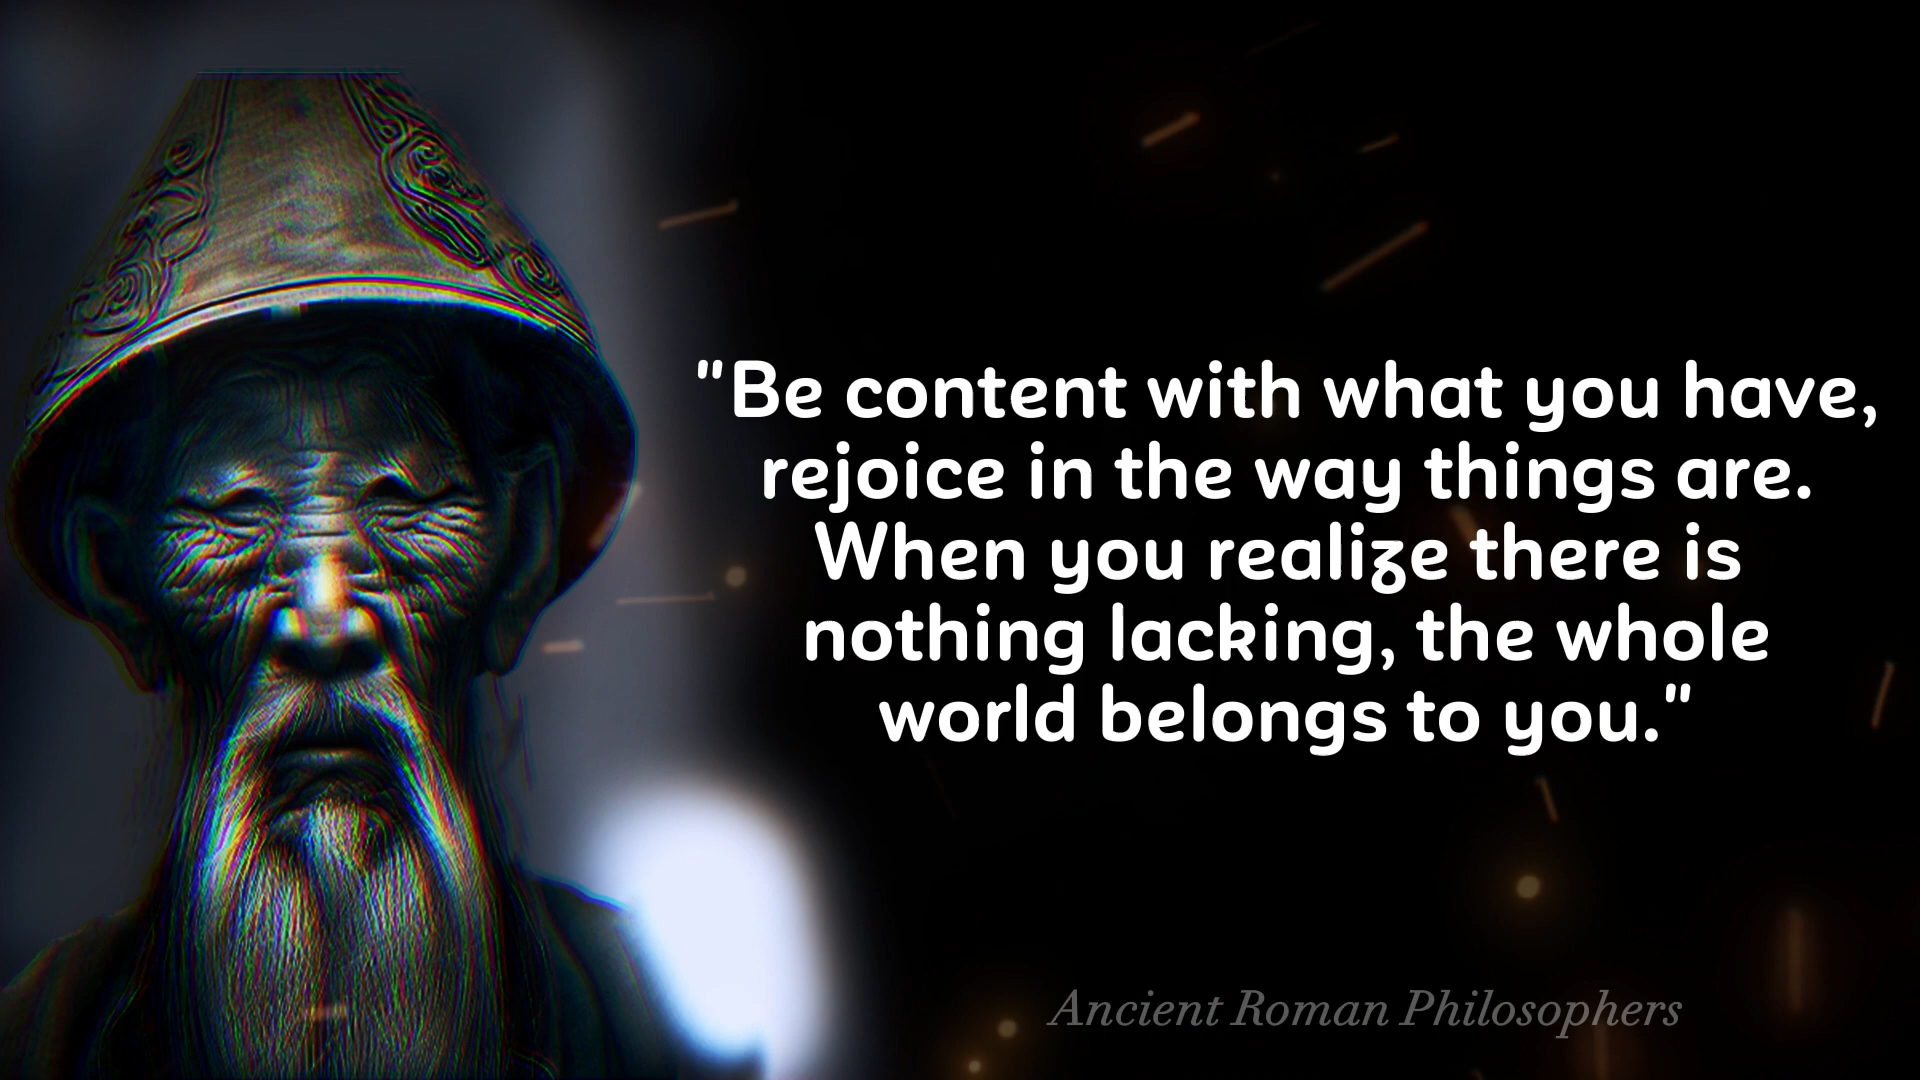 "Be content with what you have,
rejoice in the way things are.
When you realize there is
nothing lacking, the whole
world belongs to you."
Ancient Roman Philosophers